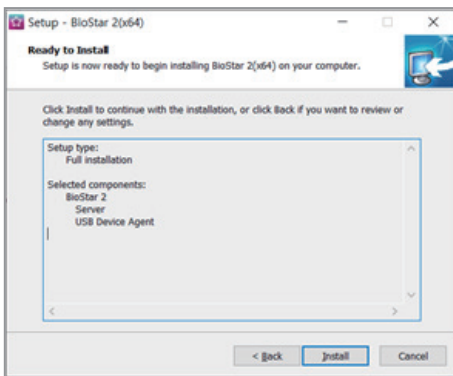 Setup - BioStar 2(x64)
Ready to Install
Setup is now ready to begin installing BioStar 2(x64) on your computer.
Click Install to continue with the installation, or click Back if you want to review or
change any settings.
Setup type:
Full installation
Selected components:
BioStar 2
Server
USB Device Agent
< Back
Install
Cancel